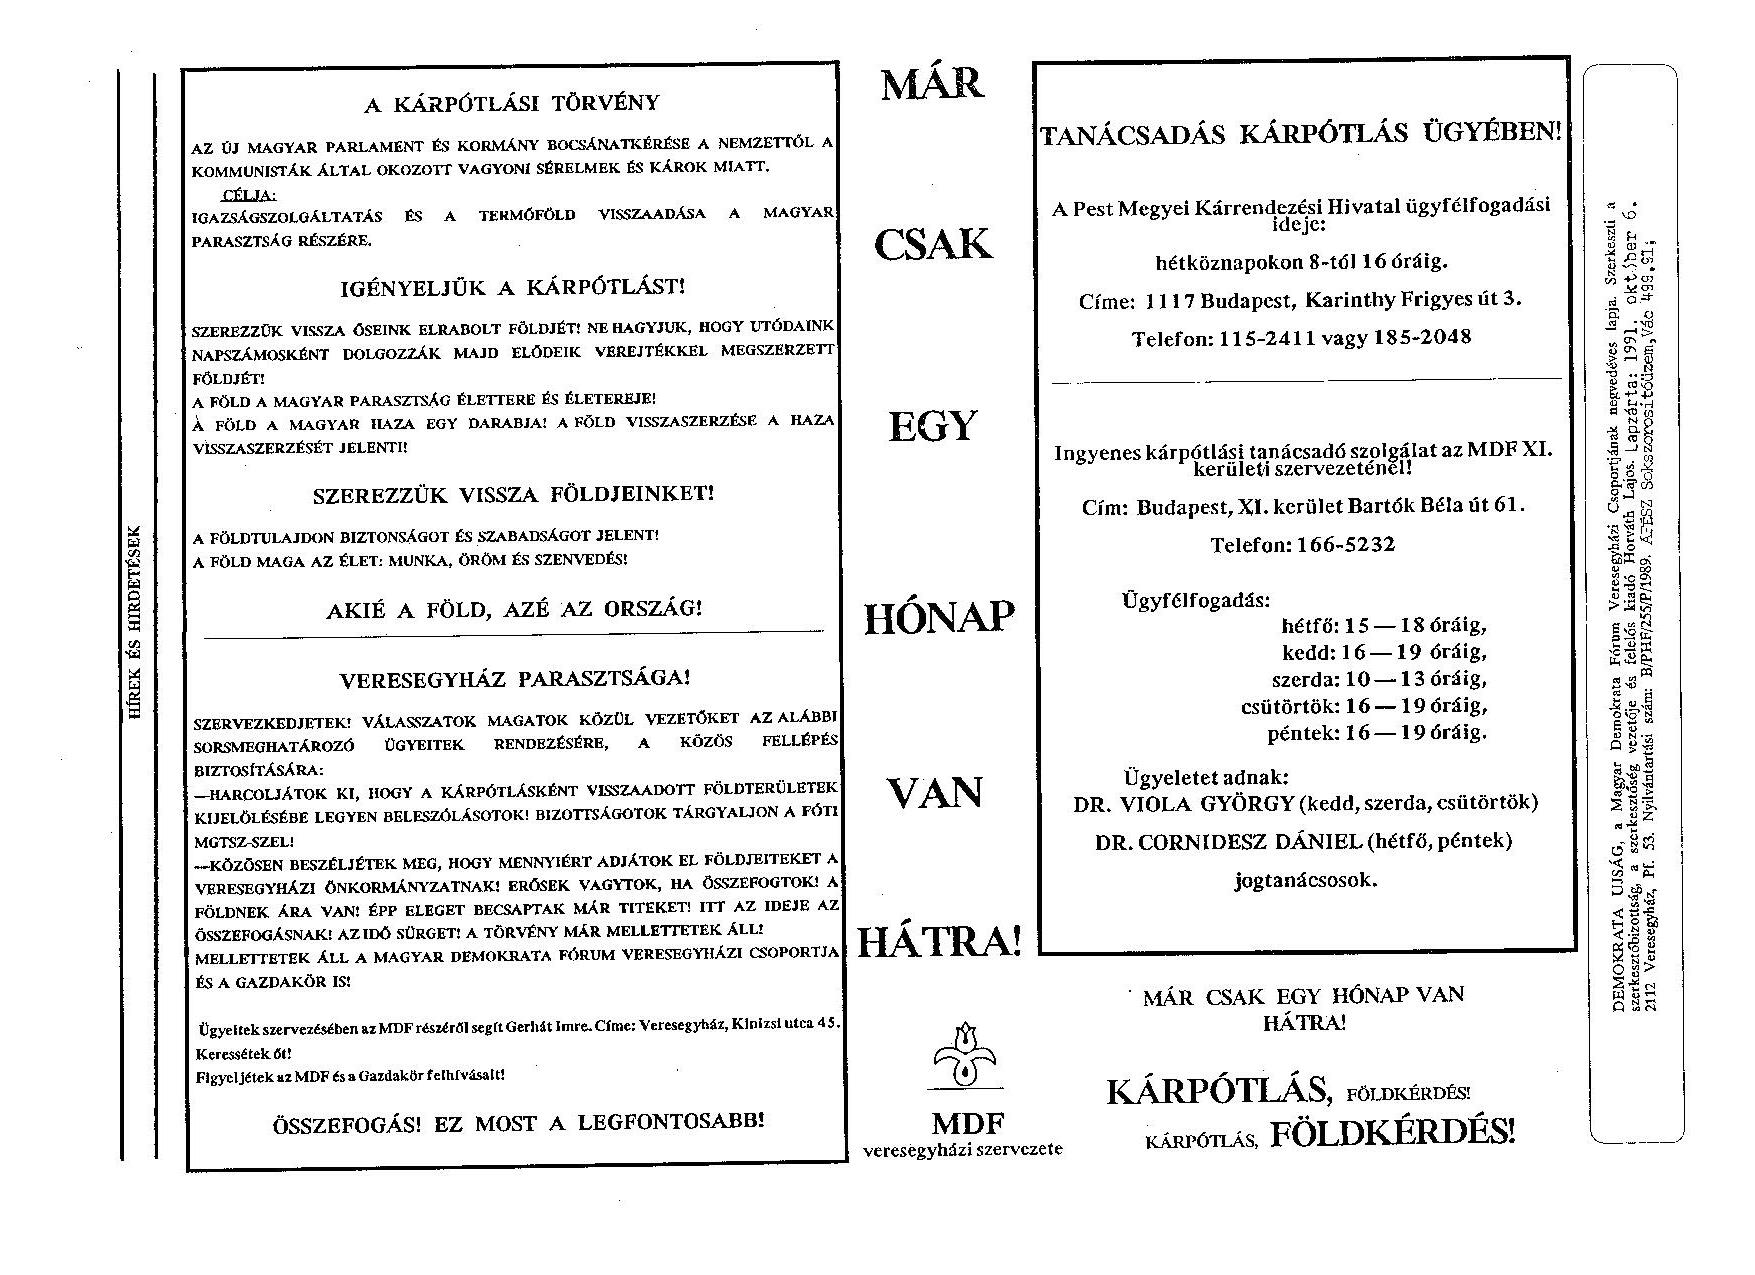 HÍREK ÉS HIRDETÉSEK
A KÁRPÓTLÁSI TÖRVÉNY
AZ ÚJ MAGYAR PARLAMENT ÉS KORMÁNY BOCSÁNATKÉRÉSE A NEMZETTŐL A
KOMMUNISTÁK ÁLTAL OKOZOTT VAGYONI SÉRELMEK ÉS KÁROK MIATT.
CÉLJA:
IGAZSÁGSZOLGÁLTATÁS ÉS A TERMŐFÖLD VISSZAADÁSA A MAGYAR
PARASZTSÁG RÉSZÉRE.
IGÉNYELJÜK A KÁRPÓTLÁST!
SZEREZZÜK VISSZA ŐSEINK ELRABOLT FÖLDJÉT! NE HAGYJUK, HOGY UTÓDAINK
NAPSZÁMOSKÉNT DOLGOZZÁK MAJD ELŐDEIK VEREJTÉKKEL MEGSZERZETT
FÖLDJÉT!
A FÖLD A MAGYAR PARASZTSÁG ÉLETTERE ÉS ÉLETEREJE!
A FÖLD A MAGYAR HAZA EGY DARABJA! A FÖLD VISSZASZERZÉSE A HAZA
VISSZASZERZÉSÉT JELENTI!
SZEREZZÜK VISSZA FÖLDJEINKET!
A FÖLDTULAJDON BIZTONSÁGOT ÉS SZABADSÁGOT JELENT!
A FÖLD MAGA AZ ÉLET: MUNKA, ÖRÖM ÉS SZENVEDÉS!
AKIÉ A FÖLD, AZÉ AZ ORSZÁG!
VERESEGYHÁZ PARASZTSÁGA!
SZERVEZKEDJETEK! VÁLASSZATOK MAGATOK KÖZÜL VEZETŐKET AZ ALÁBBI
SORSMEGHATÁROZÓ ÜGYEITEK RENDEZÉSÉRE, A KÖZÖS FELLÉPÉS
BIZTOSÍTÁSÁRA:
—HARCOLJÁTOK KI, HOGY A KÁRPÓTLÁSKÉNT VISSZAADOTT FÖLDTERÜLETEK
KIJELÖLÉSÉBE LEGYEN BELESZÓLÁSOTOK! BIZOTTSÁGOTOK TÁRGYALJON A FÓTI
MGTSZ-SZEL!
—KÖZÖSEN BESZÉLJÉTEK MEG, HOGY MENNYIÉRT ADJÁTOK EL FÖLDJEITEKET A
VERESEGYHÁZI ÖNKORMÁNYZATNAK! ERŐSEK VAGYTOK, HA ÖSSZEFOGTOK! A
FÖLDNEK ÁRA VAN! ÉPP ELEGET BECSAPTAK MÁR TITEKET! ITT AZ IDEJE AZ
ÖSSZEFOGÁSNAK! AZ IDŐ SÜRGET! A TÖRVÉNY MÁR MELLETTETEK ÁLL!
MELLETTETEK ÁLL A MAGYAR DEMOKRATA FÓRUM VERESEGYHÁZI CSOPORTJA
ÉS A GAZDAKÖR IS!
Ügyeitek szervezésében az MDF részéről segít Gerhát Imre. Címe: Veresegyház, Kinizsi utca 45.
Keressétek őt!
Figyeljétek az MDF és a Gazdakör felhívásait!
ÖSSZEFOGÁS! EZ MOST A LEGFONTOSABB!
MÁR
CSAK
EGY
HÓNAP
VAN
HÁTRA!
MDF
veresegyházi szervezete
TANÁCSADÁS KÁRPÓTLÁS ÜGYÉBEN!
A Pest Megyei Kárrendezési Hivatal ügyfélfogadási
ideje:
hétköznapokon 8-tól 16 óráig.
Címe: 1117 Budapest, Karinthy Frigyes út 3.
Telefon: 115-2411 vagy 185-2048
Ingyenes kárpótlási tanácsadó szolgálat az MDF XI.
kerületi szervezeténél!
Cím: Budapest, XI. kerület Bartók Béla út 61.
Telefon: 166-5232
Ügyfélfogadás:
hétfő: 15 — 18 óráig,
kedd: 16 — 19 óráig,
szerda: 10 — 13 óráig,
csütörtök: 16 — 19 óráig,
péntek: 16 — 19 óráig.
Ügyeletet adnak:
DR. VIOLA GYÖRGY (kedd, szerda, csütörtök)
DR. CORNIDESZ DÁNIEL (hétfő, péntek)
jogtanácsosok.
MÁR CSAK EGY HÓNAP VAN
HÁTRA!
KÁRPÓTLÁS, FÖLDKÉRDÉS!
KÁRPÓTLÁS, FÖLDKÉRDÉS!
DEMOKRATA UJSÁG, a Magyar Demokrata Fórum Veresegyházi Csoportjának negyedéves lapja. Szerkeszti a
szerkesztőbizottság, a szerkesztőség vezetője és felelős kiadó Horváth Lajos. Lapzárta: 1991. október 6.
2112 Veresegyház, Pf. 53. Nyilvántartási szám: B/PHF/255/P/1989. ÁFÉSZ Sokszorosítóüzem, Vác 499.91.